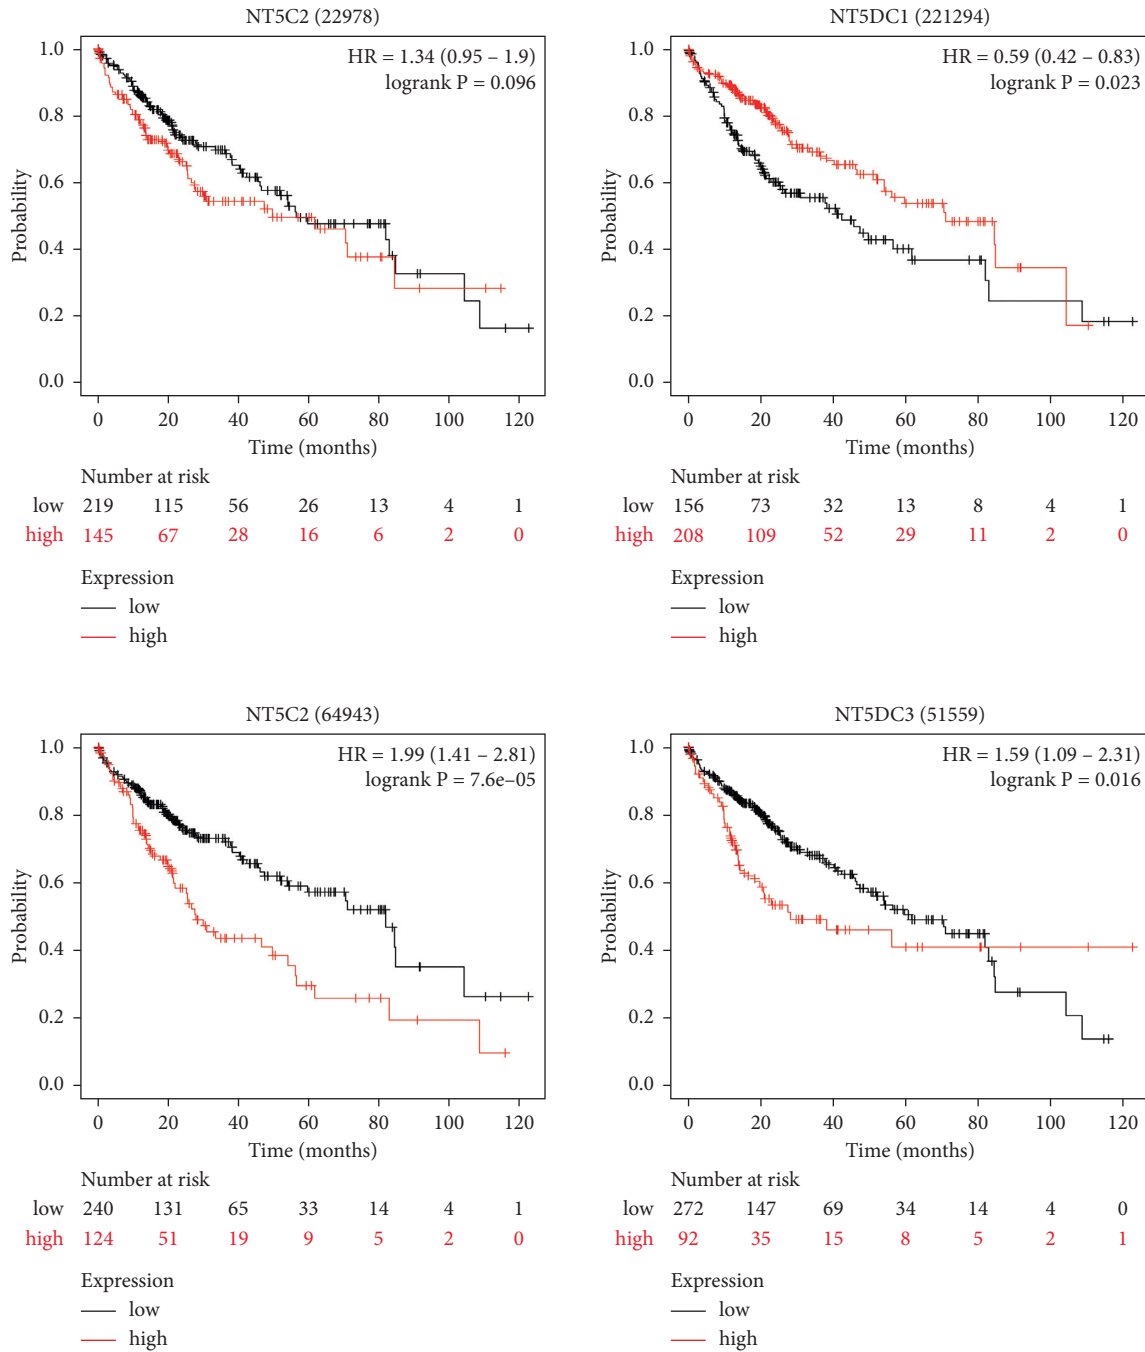 NT5C2 (22978)
HR = 1.34 (0.95 – 1.9)
logrank P = 0.096
1.0
0.8
0.6
0.4
0.2
0.0
Probability
0 20 40 60 80 100 120
Time (months)
Number at risk
low 219 115 56 26 13 4 1
high 145 67 28 16 6 2 0
Expression
low
high
NT5DC1 (221294)
HR = 0.59 (0.42 – 0.83)
logrank P = 0.023
1.0
0.8
0.6
0.4
0.2
0.0
Probability
0 20 40 60 80 100 120
Time (months)
Number at risk
low 156 73 32 13 8 4 1
high 208 109 52 29 11 2 0
Expression
low
high
NT5C2 (64943)
HR = 1.99 (1.41 – 2.81)
logrank P = 7.6e–05
1.0
0.8
0.6
0.4
0.2
0.0
Probability
0 20 40 60 80 100 120
Time (months)
Number at risk
low 240 131 65 33 14 4 1
high 124 51 19 9 5 2 0
Expression
low
high
NT5DC3 (51559)
HR = 1.59 (1.09 – 2.31)
logrank P = 0.016
1.0
0.8
0.6
0.4
0.2
0.0
Probability
0 20 40 60 80 100 120
Time (months)
Number at risk
low 272 147 69 34 14 4 0
high 92 35 15 8 5 2 1
Expression
low
high